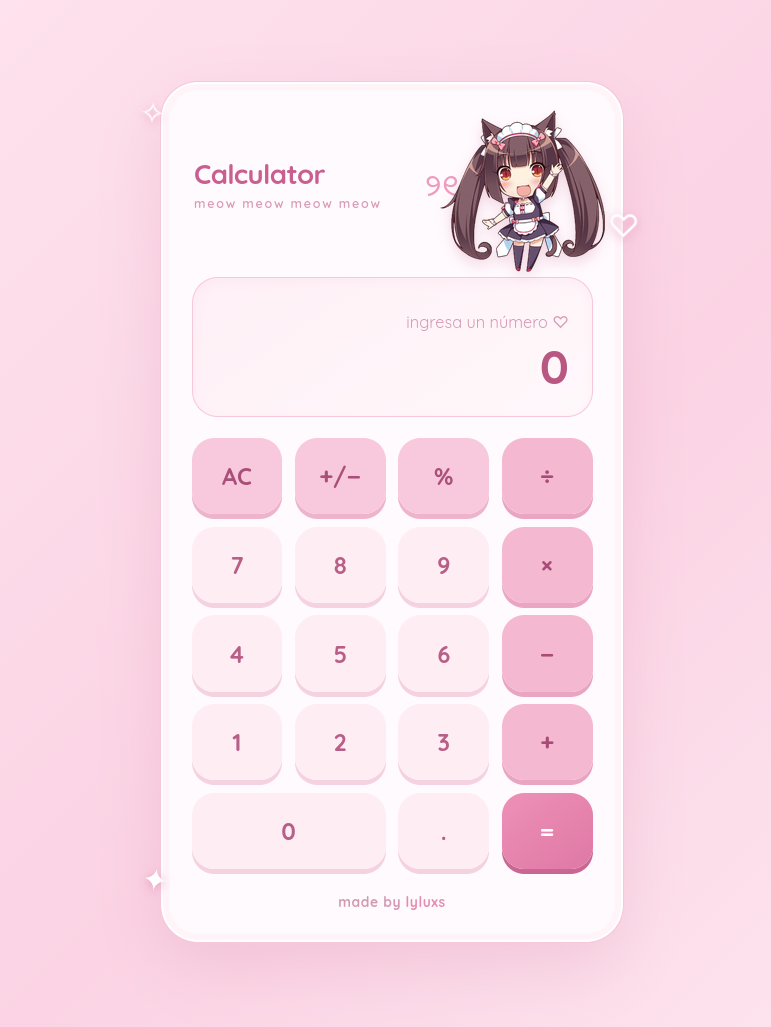 Calculator
meow meow meow meow
ingresa un número ♡
0
AC +/− % ÷
7 8 9 ×
4 5 6 −
1 2 3 +
0 . =
made by lyluxs